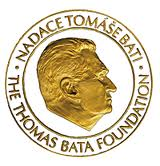 NADACE TOMÁŠE BATI
THE THOMAS BATA FOUNDATION